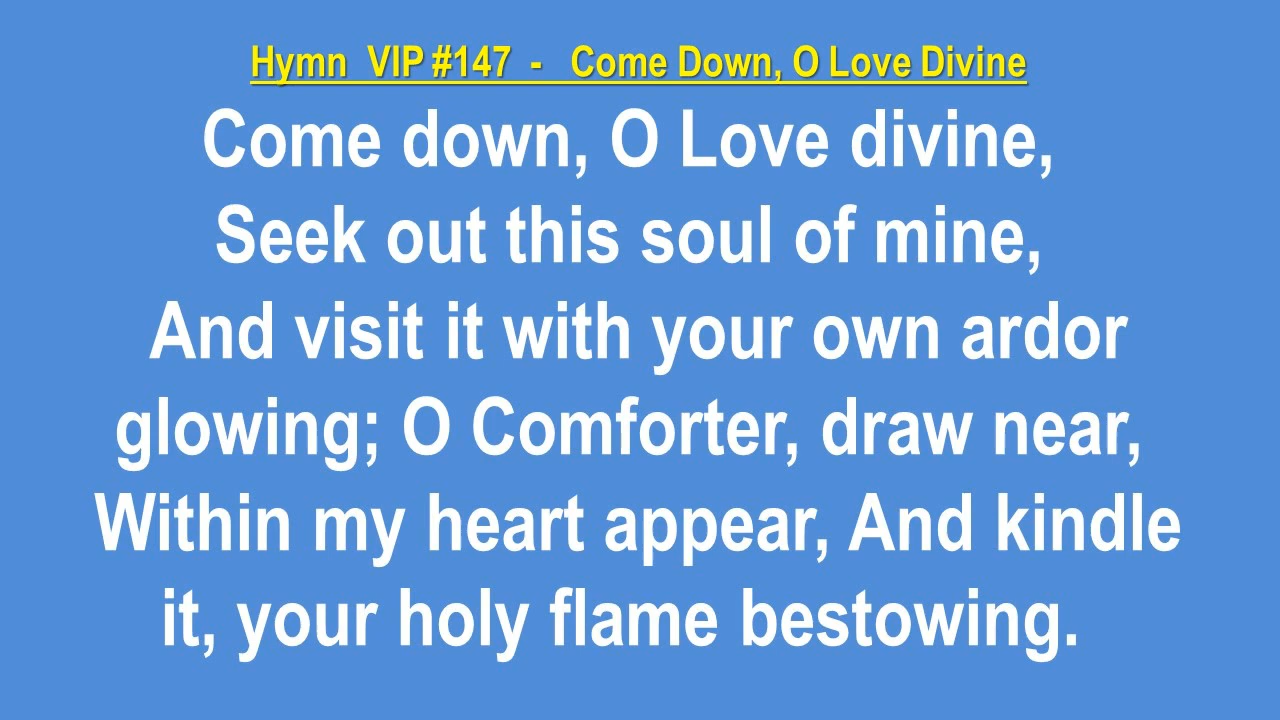 Hymn  VIP #147  -   Come Down, O Love Divine
Come down, O Love divine,
Seek out this soul of mine,
And visit it with your own ardor
glowing; O Comforter, draw near,
Within my heart appear, And kindle
it, your holy flame bestowing.